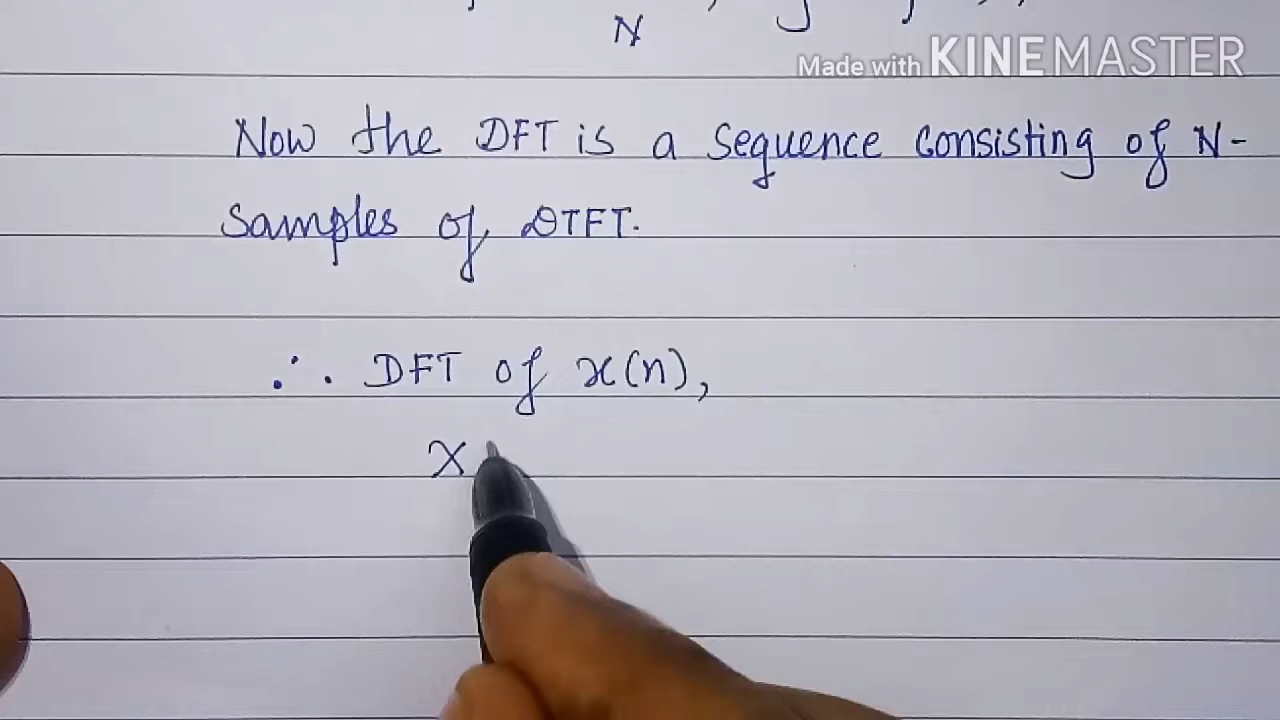 N
Made with KINEMASTER
Now the DFT is a sequence consisting of N-
samples of DTFT.
∴ DFT of x(n),
X